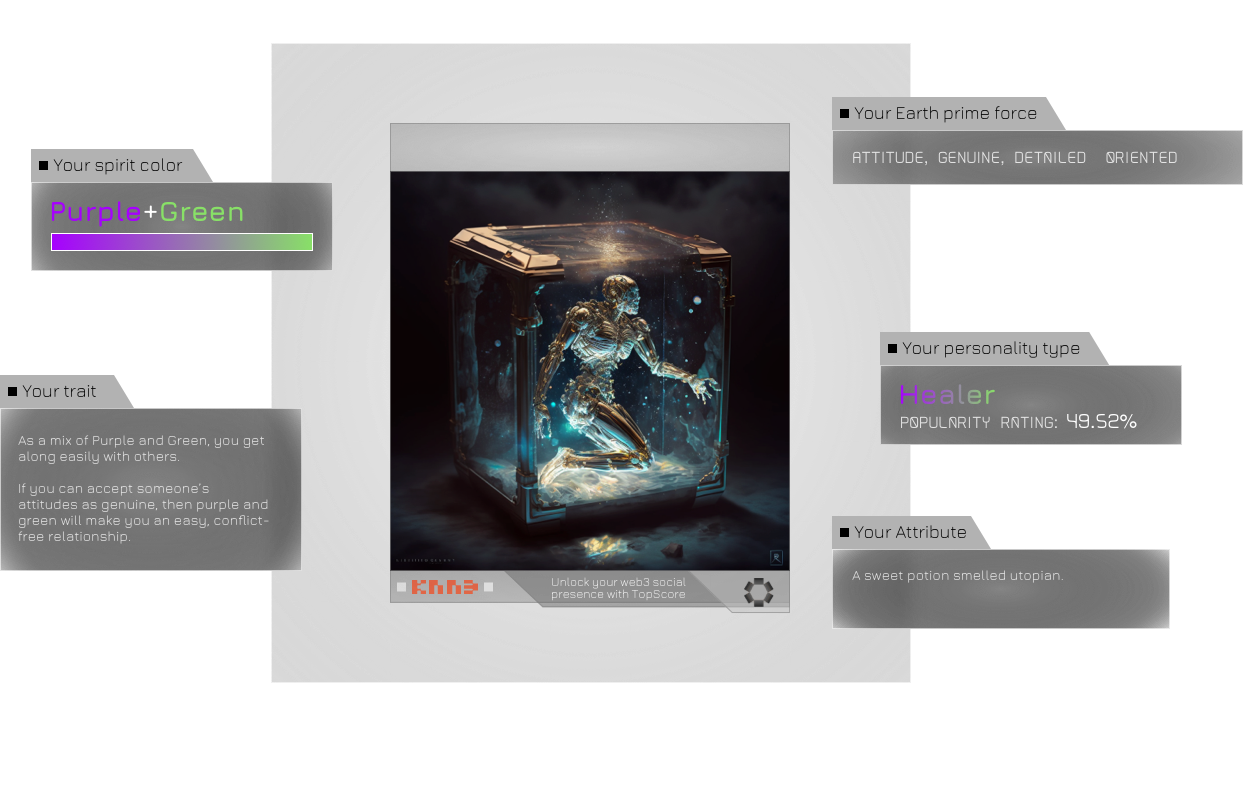 Your spirit color
Purple+Green
Your trait
As a mix of Purple and Green, you get
along easily with others.
If you can accept someone's
attitudes as genuine, then purple and
green will make you an easy, conflict-
free relationship.
Unlock your web3 social
presence with TopScore
Your Earth prime force
ATTITUDE, GENUINE, DETAILED ORIENTED
Your personality type
Healer
POPULARITY RATING: 49.52%
Your Attribute
A sweet potion smelled utopian.